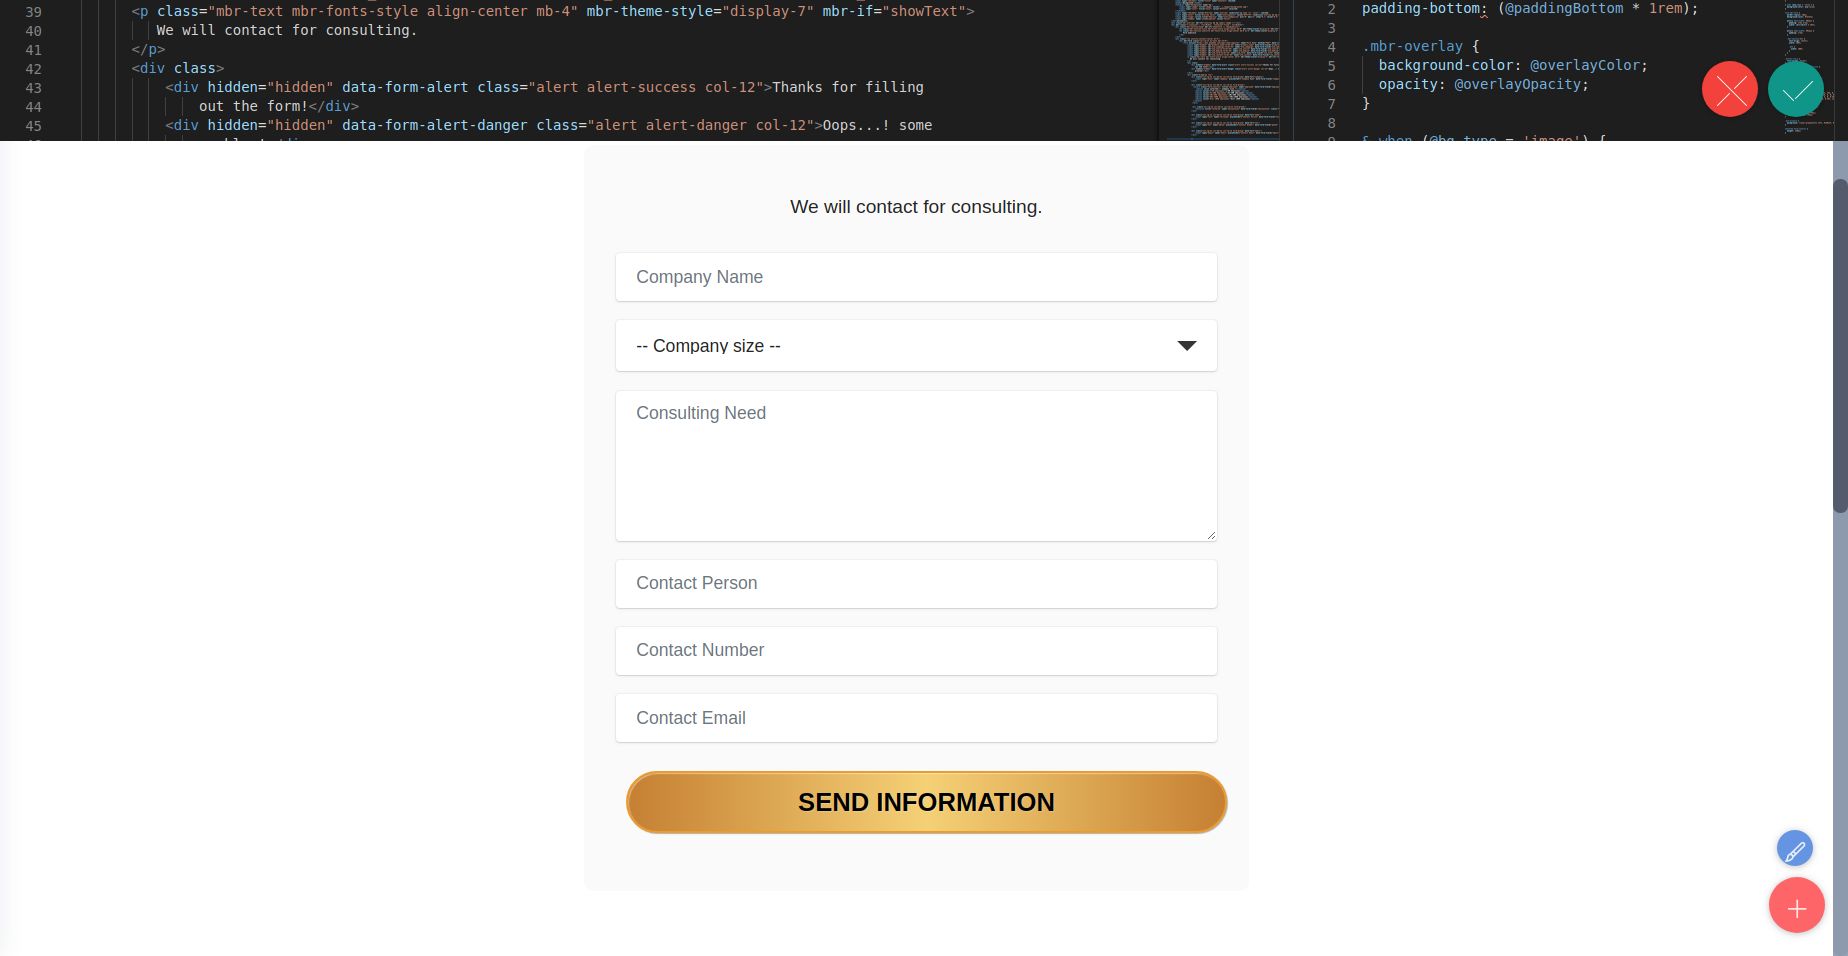 39 <p class="mbr-text mbr-fonts-style align-center mb-4" mbr-theme-style="display-7" mbr-if="showText">
40 We will contact for consulting.
41 </p>
42 <div class>
43 <div hidden="hidden" data-form-alert class="alert alert-success col-12">Thanks for filling
44 out the form!</div>
45 <div hidden="hidden" data-form-alert-danger class="alert alert-danger col-12">Oops...! some
2 padding-bottom: (@paddingBottom * 1rem);
3
4 .mbr-overlay {
5 background-color: @overlayColor;
6 opacity: @overlayOpacity;
7 }
8
9 & when (@bg-type = 'image') {
We will contact for consulting.
Company Name
-- Company size --
Consulting Need
Contact Person
Contact Number
Contact Email
SEND INFORMATION